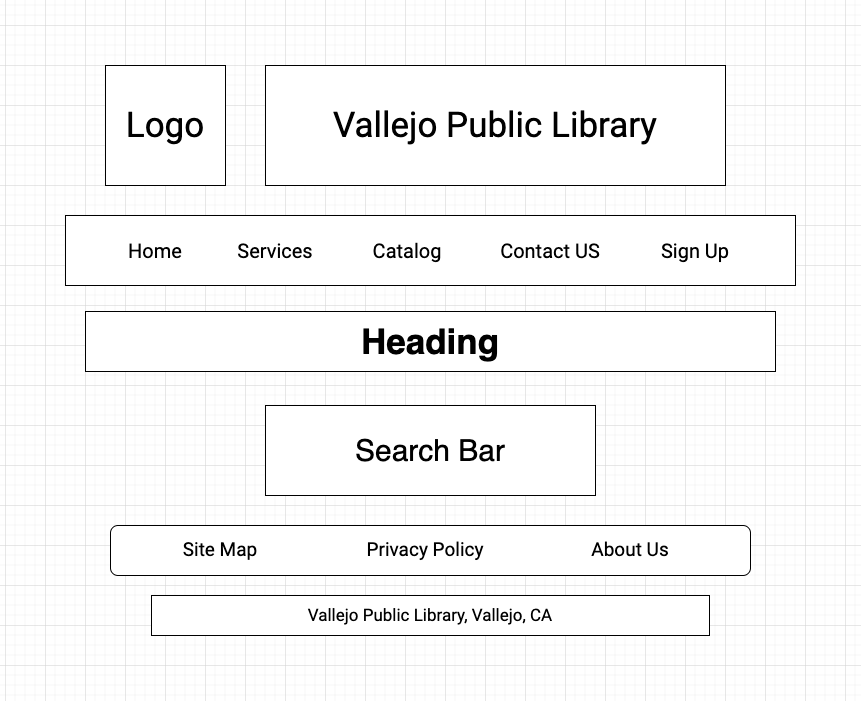 Logo
Vallejo Public Library
Home Services Catalog Contact US Sign Up
Heading
Search Bar
Site Map Privacy Policy About Us
Vallejo Public Library, Vallejo, CA